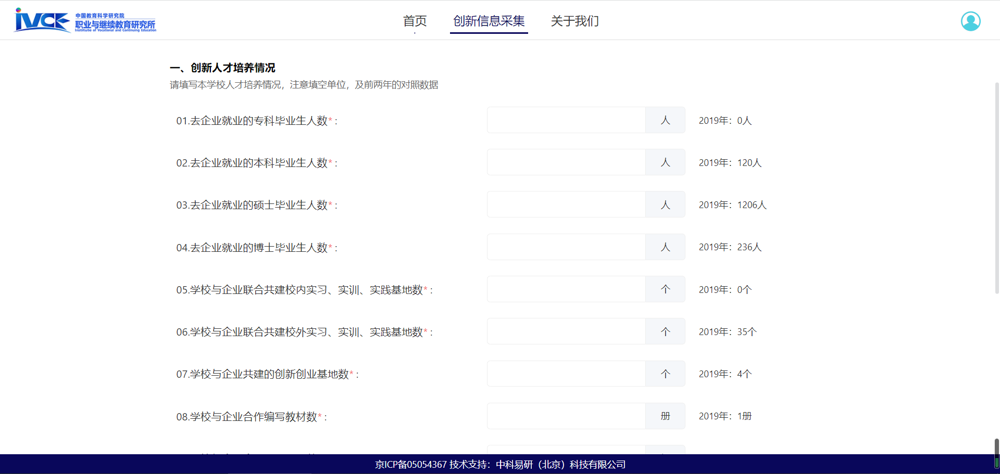 IVCE
中国教育科学研究院
职业与继续教育研究所
Institute of Vocational and Continuing Education
首页
创新信息采集
关于我们
一、创新人才培养情况
请填写本学校人才培养情况，注意填空单位，及前两年的对照数据
01.去企业就业的专科毕业生人数*： 人 2019年：0人
02.去企业就业的本科毕业生人数*： 人 2019年：120人
03.去企业就业的硕士毕业生人数*： 人 2019年：1206人
04.去企业就业的博士毕业生人数*： 人 2019年：236人
05.学校与企业联合共建校内实习、实训、实践基地数*： 个 2019年：0个
06.学校与企业联合共建校外实习、实训、实践基地数*： 个 2019年：35个
07.学校与企业共建的创新创业基地数*： 个 2019年：4个
08.学校与企业合作编写教材数*： 册 2019年：1册
京ICP备05054367 技术支持：中科易研（北京）科技有限公司